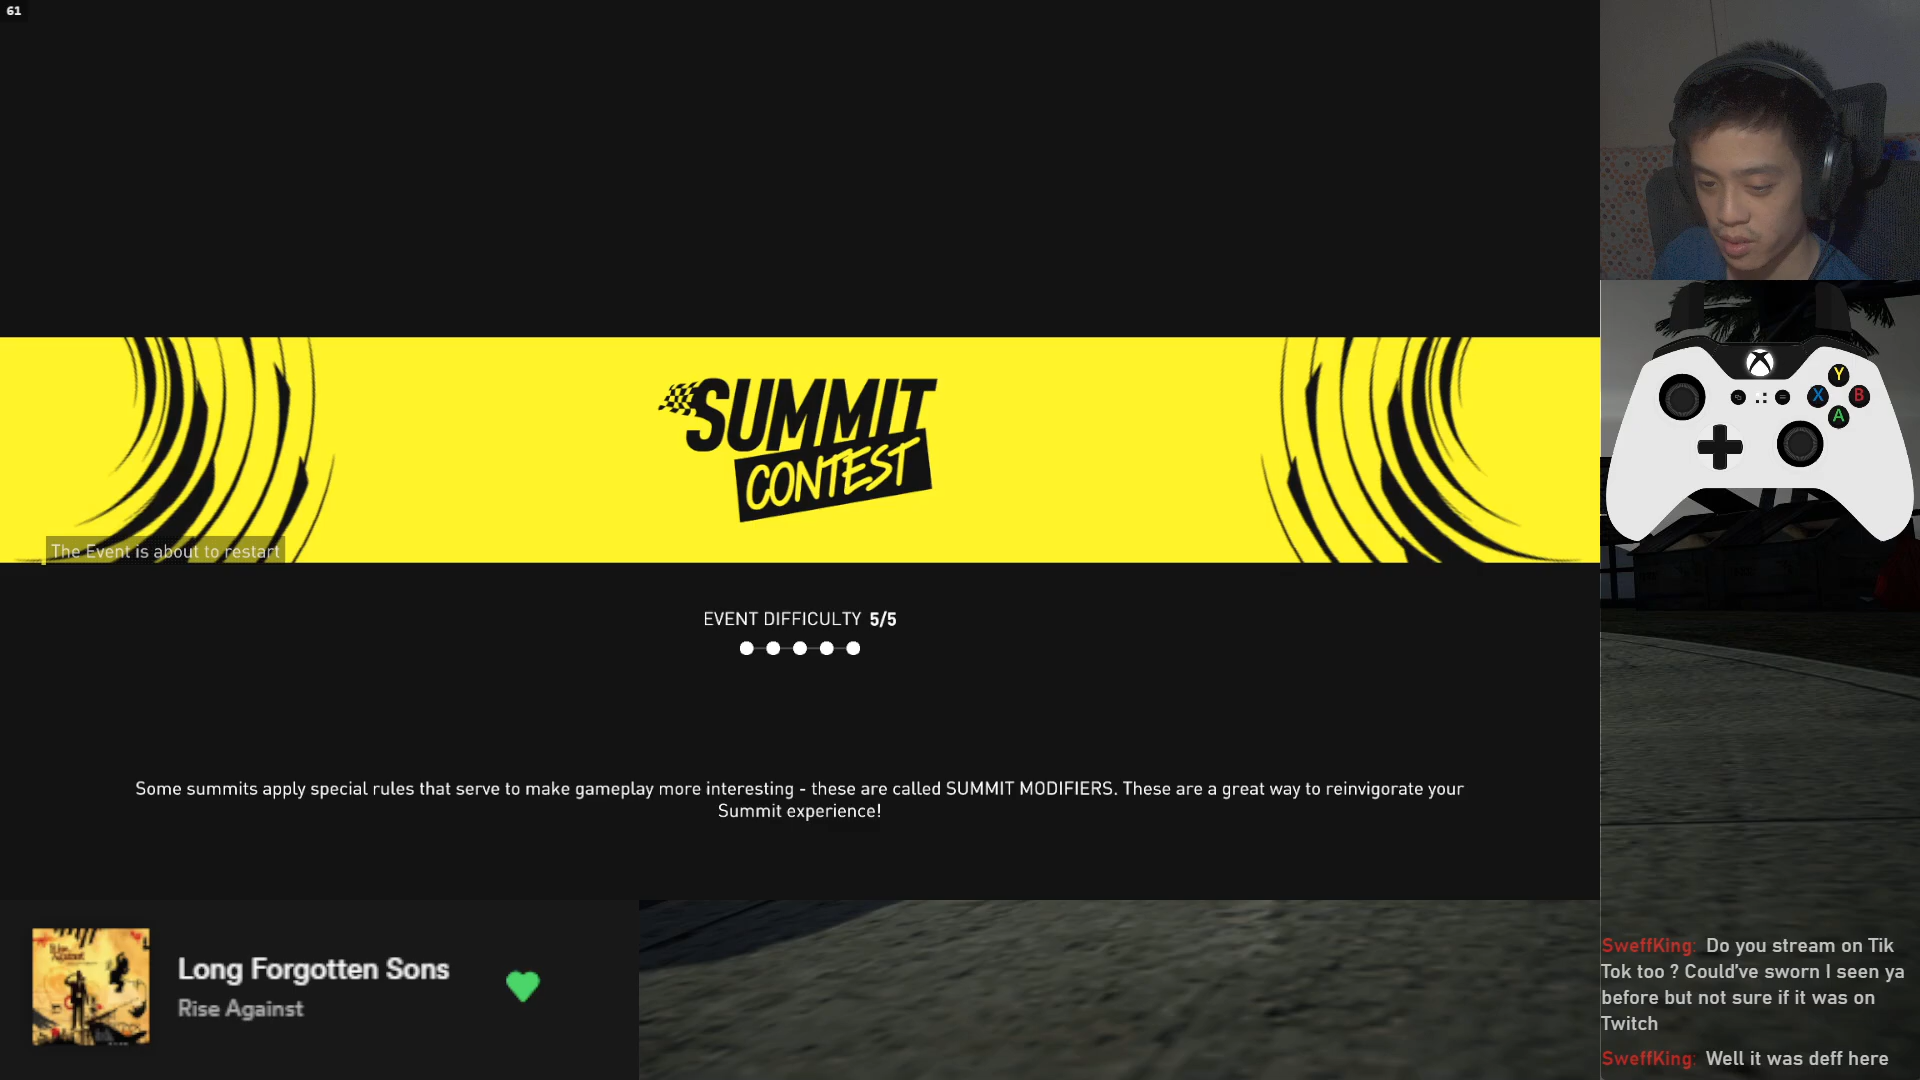 61
SUMMIT
CONTEST
The Event is about to restart
EVENT DIFFICULTY 5/5
Some summits apply special rules that serve to make gameplay more interesting - these are called SUMMIT MODIFIERS. These are a great way to reinvigorate your
Summit experience!
Y
X
B
A
Long Forgotten Sons
Rise Against
SweffKing: Do you stream on Tik
Tok too ? Could've sworn I seen ya
before but not sure if it was on
Twitch
SweffKing: Well it was deff here